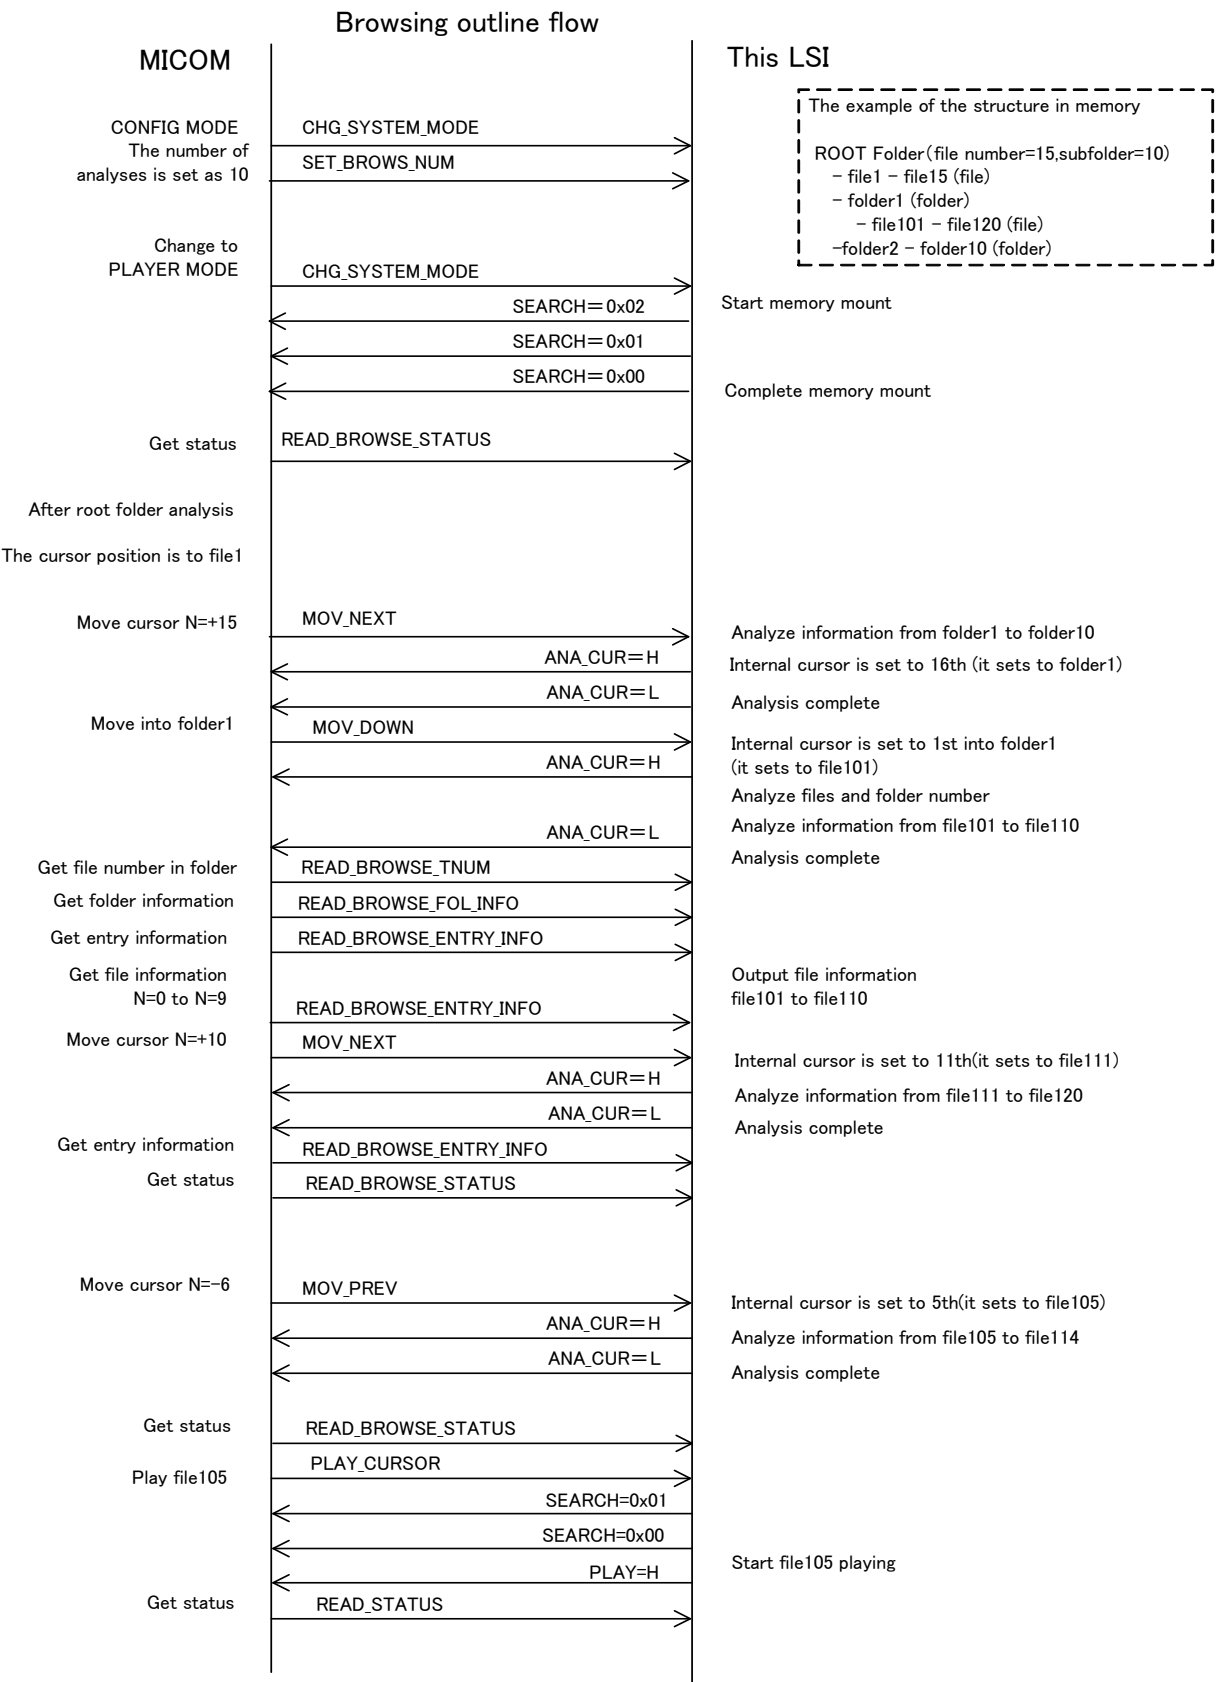 Browsing outline flow
MICOM
This LSI
The example of the structure in memory
ROOT Folder(file number=15,subfolder=10)
- file1 - file15 (file)
- folder1 (folder)
- file101 - file120 (file)
-folder2 - folder10 (folder)
CONFIG MODE
CHG_SYSTEM_MODE
The number of
analyses is set as 10
SET_BROWS_NUM
Change to
PLAYER MODE
CHG_SYSTEM_MODE
SEARCH=0x02
Start memory mount
SEARCH=0x01
SEARCH=0x00
Complete memory mount
Get status
READ_BROWSE_STATUS
After root folder analysis
The cursor position is to file1
Move cursor N=+15
MOV_NEXT
Analyze information from folder1 to folder10
ANA_CUR=H
Internal cursor is set to 16th (it sets to folder1)
ANA_CUR=L
Analysis complete
Move into folder1
MOV_DOWN
Internal cursor is set to 1st into folder1
(it sets to file101)
ANA_CUR=H
Analyze files and folder number
Analyze information from file101 to file110
ANA_CUR=L
Analysis complete
Get file number in folder
READ_BROWSE_TNUM
Get folder information
READ_BROWSE_FOL_INFO
Get entry information
READ_BROWSE_ENTRY_INFO
Get file information
N=0 to N=9
Output file information
file101 to file110
READ_BROWSE_ENTRY_INFO
Move cursor N=+10
MOV_NEXT
Internal cursor is set to 11th(it sets to file111)
ANA_CUR=H
Analyze information from file111 to file120
ANA_CUR=L
Analysis complete
Get entry information
READ_BROWSE_ENTRY_INFO
Get status
READ_BROWSE_STATUS
Move cursor N=-6
MOV_PREV
Internal cursor is set to 5th(it sets to file105)
ANA_CUR=H
Analyze information from file105 to file114
ANA_CUR=L
Analysis complete
Get status
READ_BROWSE_STATUS
Play file105
PLAY_CURSOR
SEARCH=0x01
SEARCH=0x00
Start file105 playing
PLAY=H
Get status
READ_STATUS